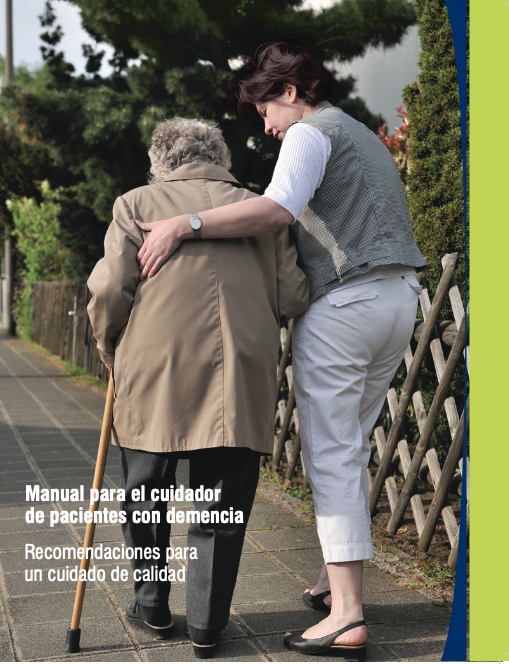 Manual para el cuidador
de pacientes con demencia
Recomendaciones para
un cuidado de calidad